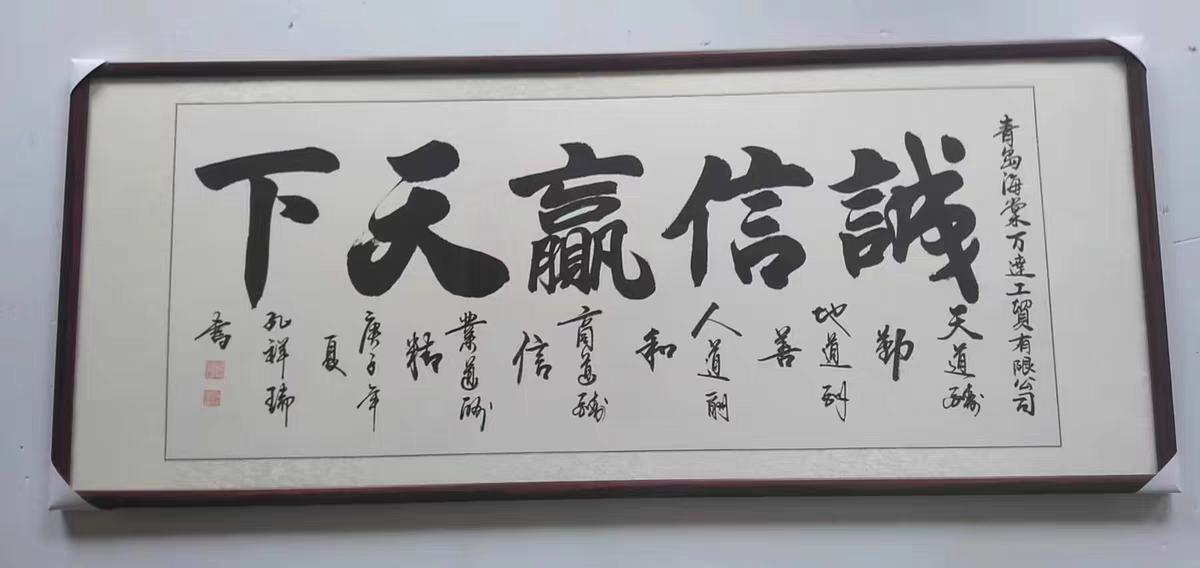 青岛海棠万達工貿有限公司
誠信贏天下
天道酬
勤
地道酬
善
人道酬
和
商道酬
信
業道酬
精
庚子年
夏
孔祥瑞
書